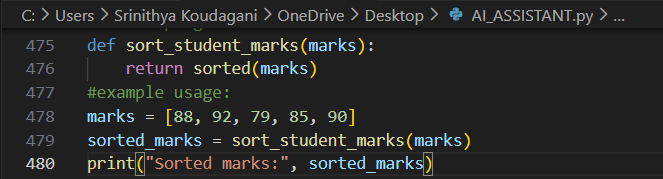 C: > Users > Srinithya Koudagani > OneDrive > Desktop > AI_ASSISTANT.py > ...
475 def sort_student_marks(marks):
476     return sorted(marks)
477 #example usage:
478 marks = [88, 92, 79, 85, 90]
479 sorted_marks = sort_student_marks(marks)
480 print("Sorted marks:", sorted_marks)